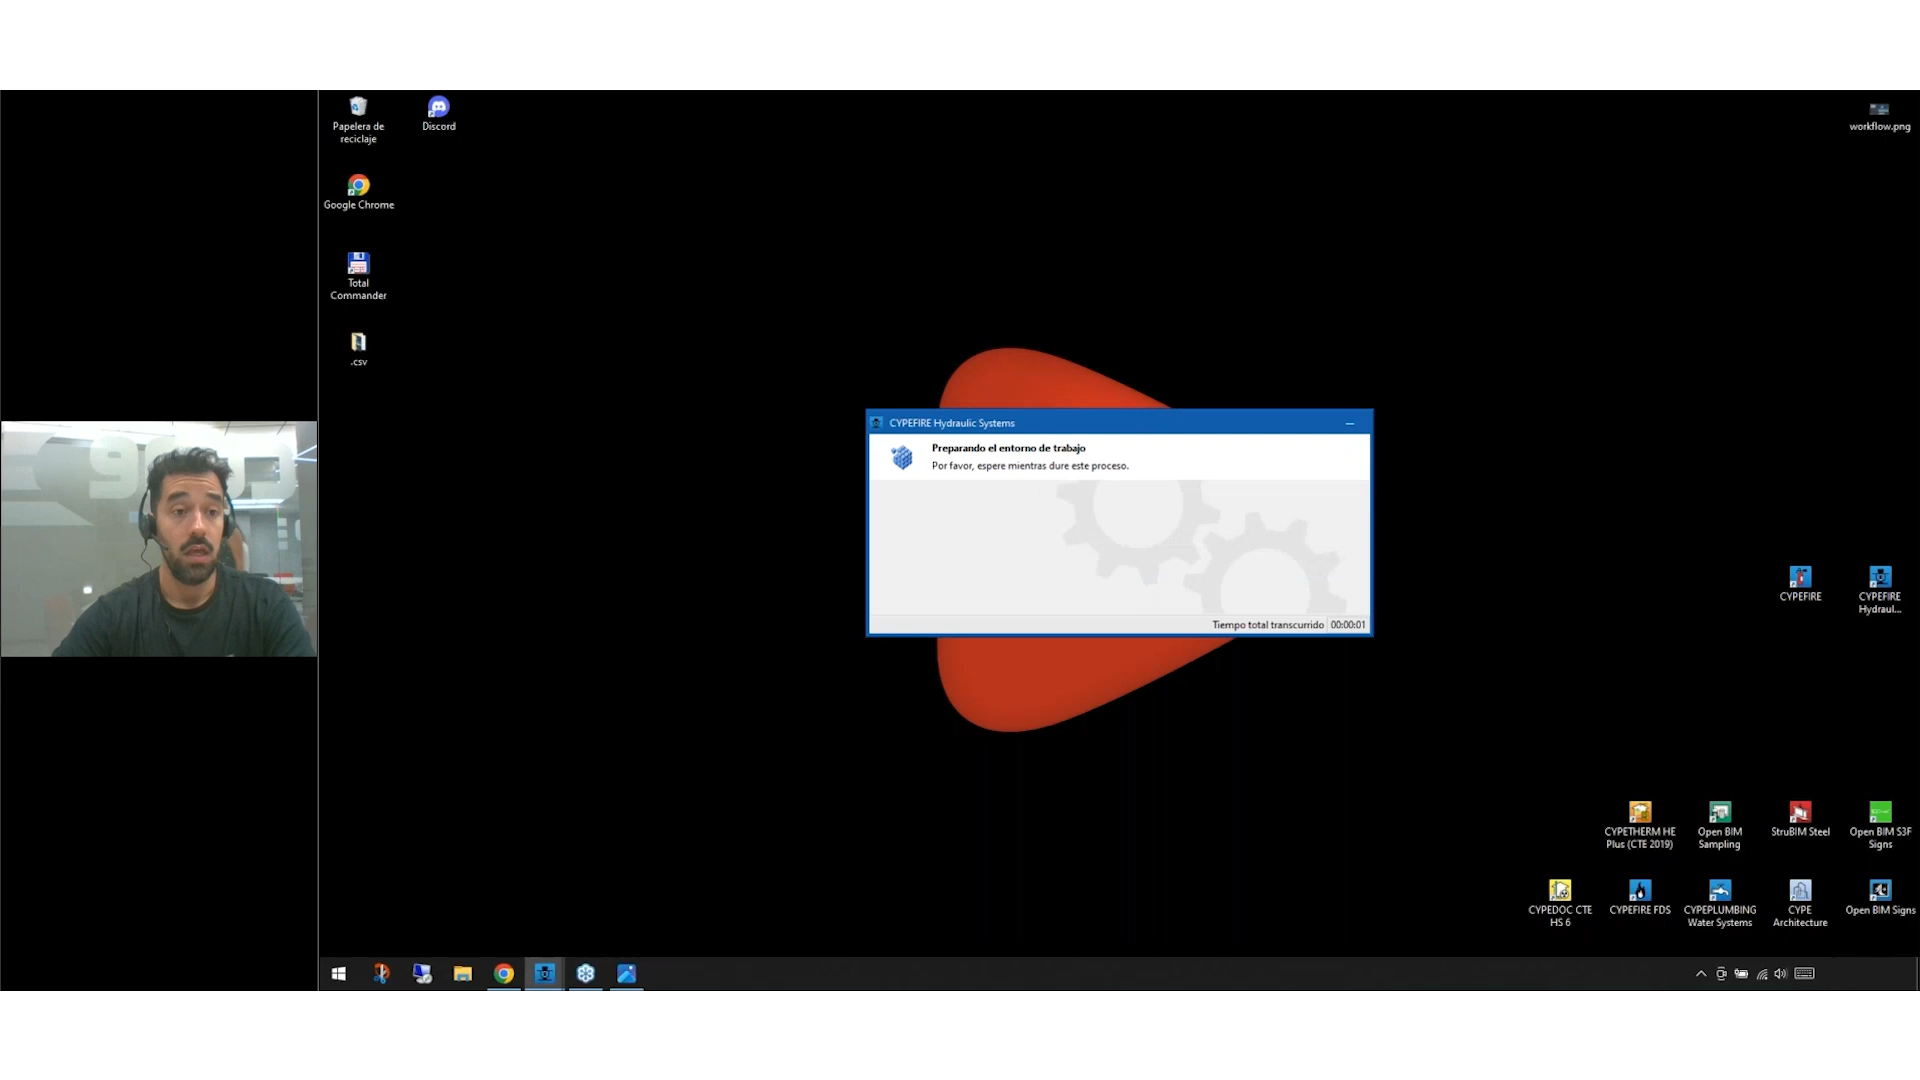 Papelera de
reciclaje
Discord
workflow.png
Google Chrome
Total
Commander
.csv
CYPEFIRE Hydraulic Systems
Preparando el entorno de trabajo
Por favor, espere mientras dure este proceso.
Tiempo total transcurrido 00:00:01
CYPEFIRE
CYPEFIRE
Hydraul...
CYPETHERM HE
Plus (CTE 2019)
Open BIM
Sampling
StruBIM Steel
Open BIM S3F
Signs
CYPEDOC CTE
HS 6
CYPEFIRE FDS
CYPEPLUMBING
Water Systems
CYPE
Architecture
Open BIM Signs